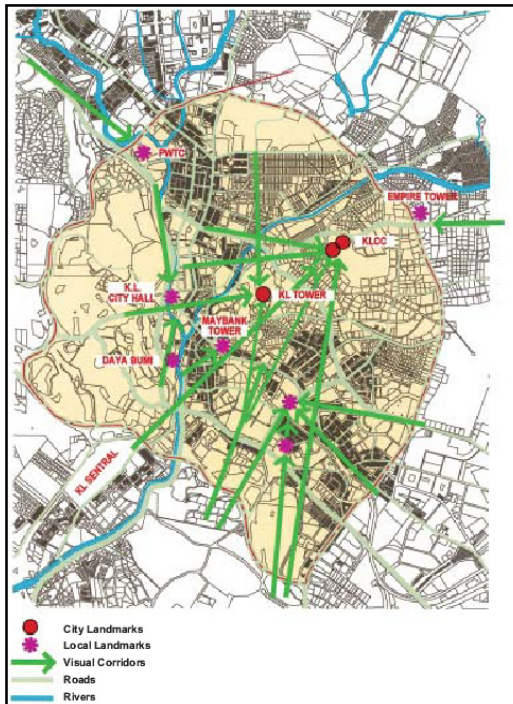 PWTC
EMPIRE TOWER
KLCC
K.L.
CITY HALL
KL TOWER
MAYBANK
TOWER
DAYA BUMI
KL SENTRAL
City Landmarks
Local Landmarks
Visual Corridors
Roads
Rivers